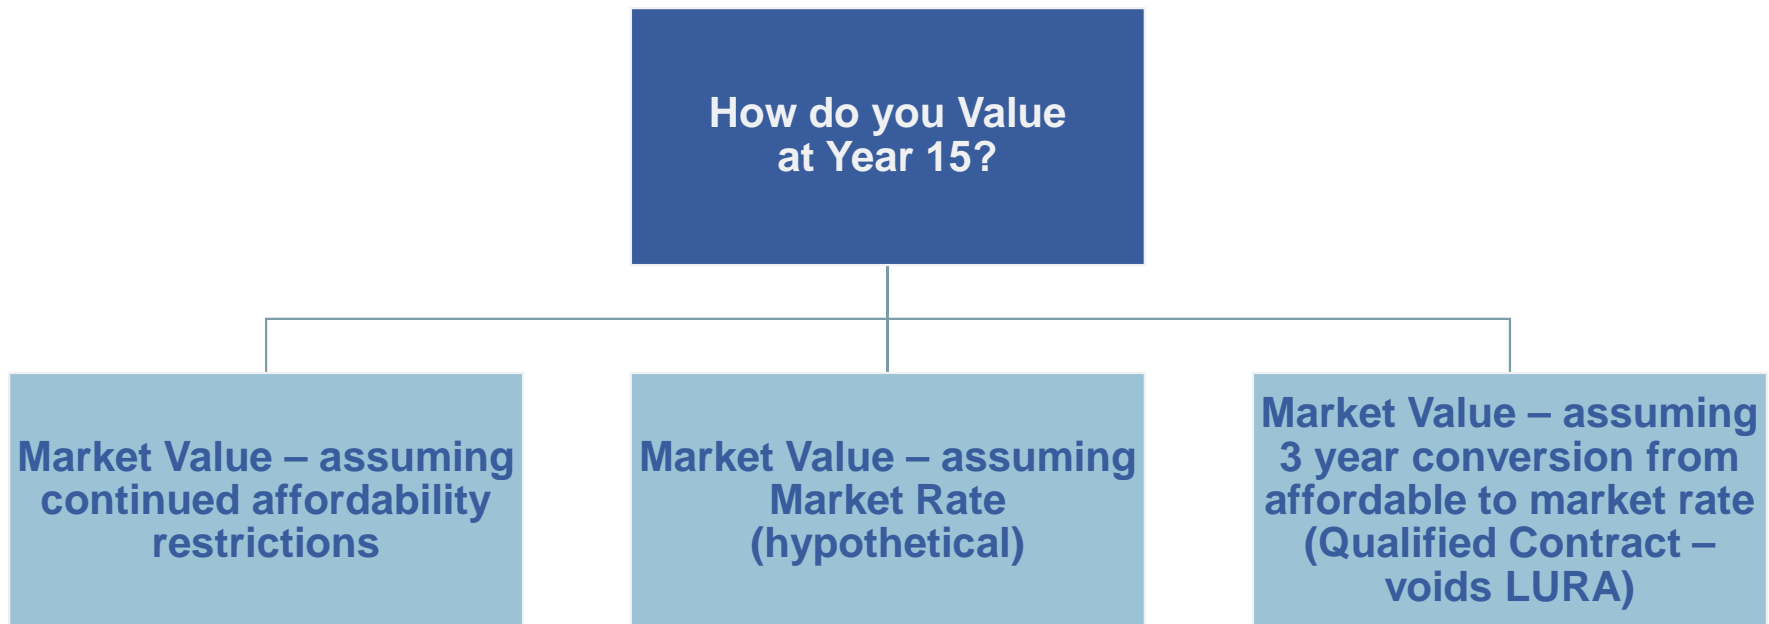 How do you Value
at Year 15?
Market Value – assuming
continued affordability
restrictions
Market Value – assuming
Market Rate
(hypothetical)
Market Value – assuming
3 year conversion from
affordable to market rate
(Qualified Contract –
voids LURA)